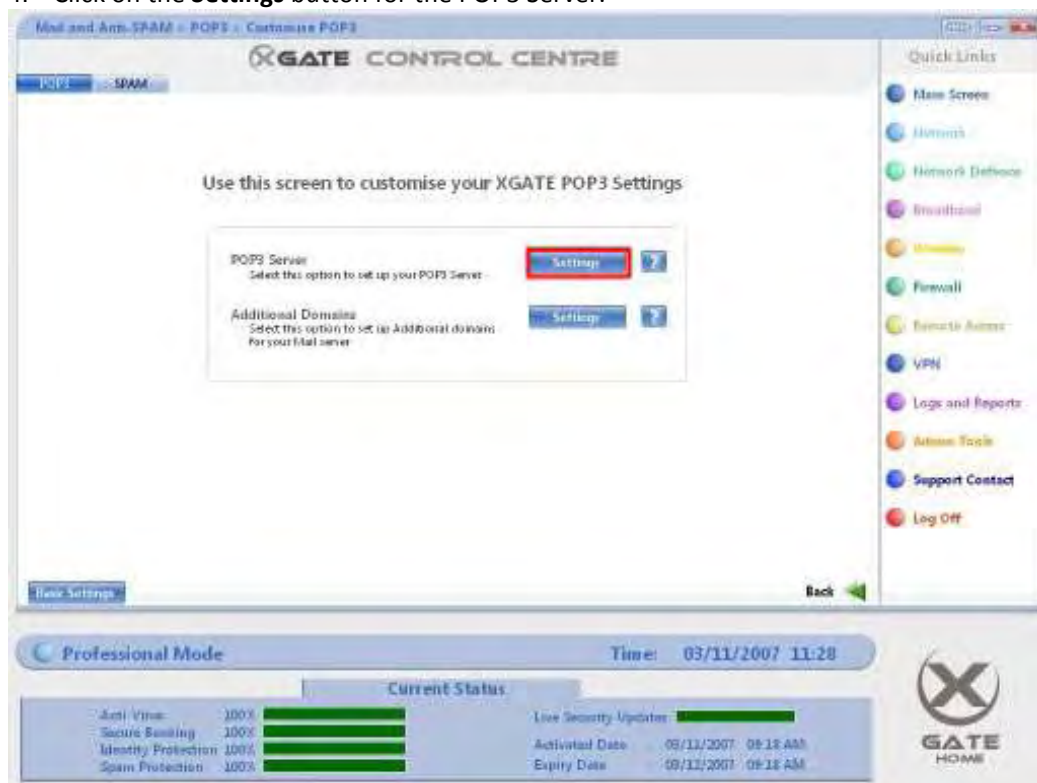 Click on the Settings button for the POP3 Server.
Mail and Anti-SPAM - POP3 - Customise POP3
XGATE CONTROL CENTRE
Quick Links
POP3 SPAM
Main Screen
Network
Network Defence
Broadband
Use this screen to customise your XGATE POP3 Settings
POP3 Server
Select this option to set up your POP3 Server
Settings ?
Additional Domains
Select this option to set up Additional domains
For your Mail server
Settings ?
Firewall
Remote Access
VPN
Logs and Reports
Admin Tools
Support Contact
Log Off
Basic Settings
Back
Professional Mode
Time: 03/11/2007 11:28
Current Status
Anti Virus 100%
Secure Banking 100%
Identity Protection 100%
Spam Protection 100%
Live Security Updates
Activated Date 03/12/2007 09:18 AM
Expiry Date 03/12/2007 09:18 AM
X
GATE
HOME